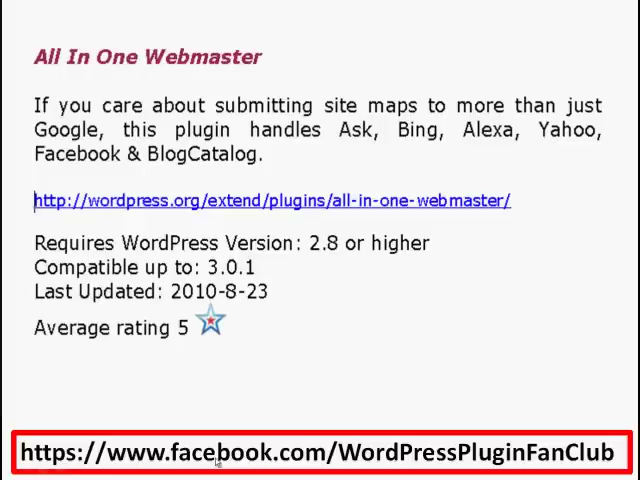 All In One Webmaster
If you care about submitting site maps to more than just
Google, this plugin handles Ask, Bing, Alexa, Yahoo,
Facebook & BlogCatalog.
http://wordpress.org/extend/plugins/all-in-one-webmaster/
Requires WordPress Version: 2.8 or higher
Compatible up to: 3.0.1
Last Updated: 2010-8-23
Average rating 5
https://www.facebook.com/WordPressPluginFanClub